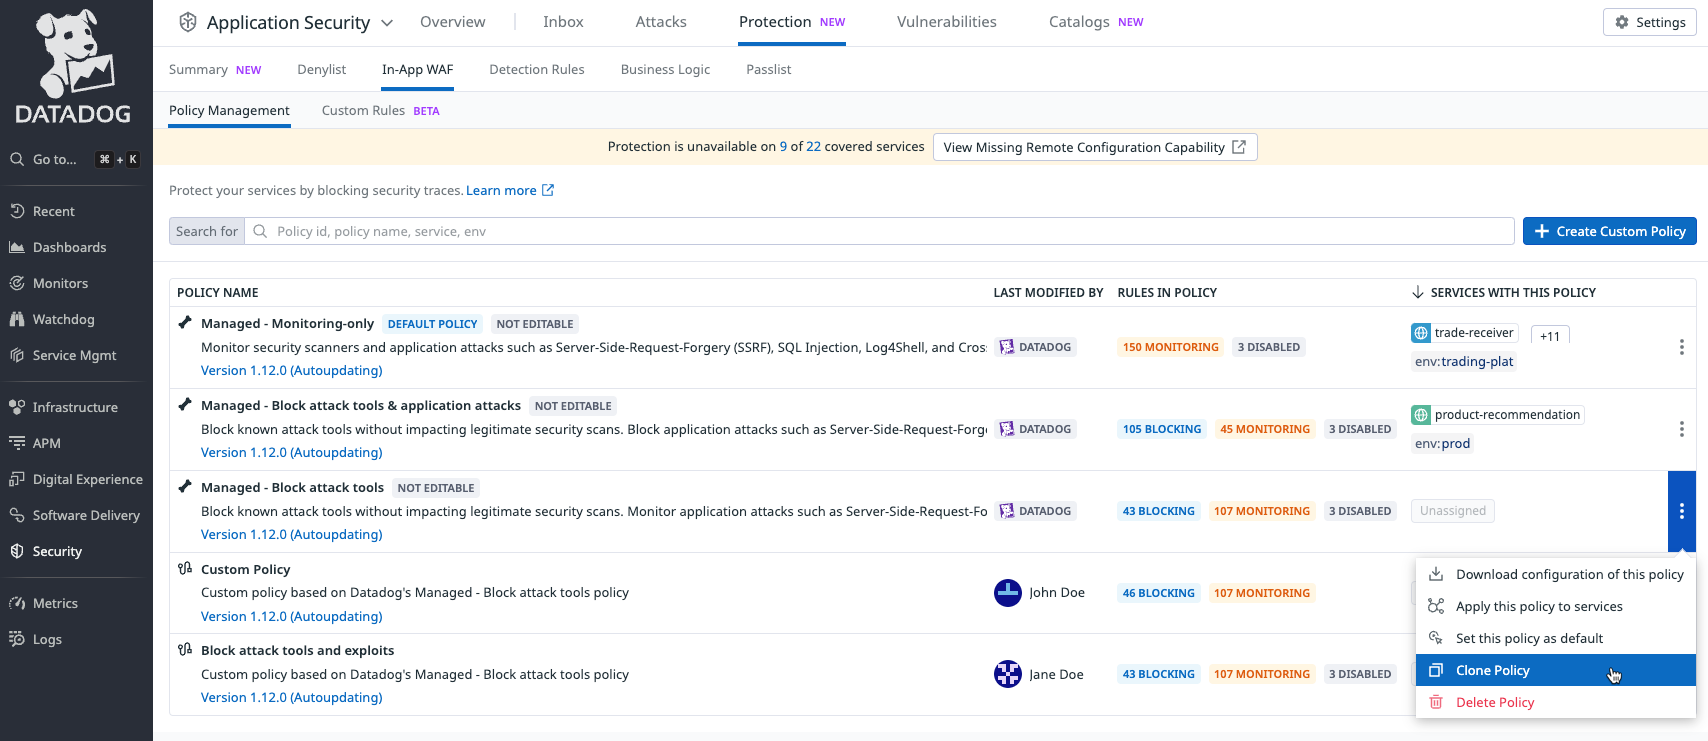 DATADOG
Go to... ⌘ + K
Recent
Dashboards
Monitors
Watchdog
Service Mgmt
Infrastructure
APM
Digital Experience
Software Delivery
Security
Metrics
Logs
Application Security Overview Inbox Attacks Protection NEW Vulnerabilities Catalogs NEW Settings
Summary NEW Denylist In-App WAF Detection Rules Business Logic Passlist
Policy Management Custom Rules BETA
Protection is unavailable on 9 of 22 covered services View Missing Remote Configuration Capability
Protect your services by blocking security traces. Learn more
Search for Policy id, policy name, service, env + Create Custom Policy
POLICY NAME LAST MODIFIED BY RULES IN POLICY ↓ SERVICES WITH THIS POLICY
Managed - Monitoring-only DEFAULT POLICY NOT EDITABLE
Monitor security scanners and application attacks such as Server-Side-Request-Forgery (SSRF), SQL Injection, Log4Shell, and Cros
Version 1.12.0 (Autoupdating)
DATADOG 150 MONITORING 3 DISABLED
trade-receiver +11
env:trading-plat
Managed - Block attack tools & application attacks NOT EDITABLE
Block known attack tools without impacting legitimate security scans. Block application attacks such as Server-Side-Request-Forge
Version 1.12.0 (Autoupdating)
DATADOG 105 BLOCKING 45 MONITORING 3 DISABLED
product-recommendation
env:prod
Managed - Block attack tools NOT EDITABLE
Block known attack tools without impacting legitimate security scans. Monitor application attacks such as Server-Side-Request-Fo
Version 1.12.0 (Autoupdating)
DATADOG 43 BLOCKING 107 MONITORING 3 DISABLED Unassigned
Custom Policy
Custom policy based on Datadog's Managed - Block attack tools policy
Version 1.12.0 (Autoupdating)
John Doe 46 BLOCKING 107 MONITORING
Block attack tools and exploits
Custom policy based on Datadog's Managed - Block attack tools policy
Version 1.12.0 (Autoupdating)
Jane Doe 43 BLOCKING 107 MONITORING 3 DISABLED
Download configuration of this policy
Apply this policy to services
Set this policy as default
Clone Policy
Delete Policy